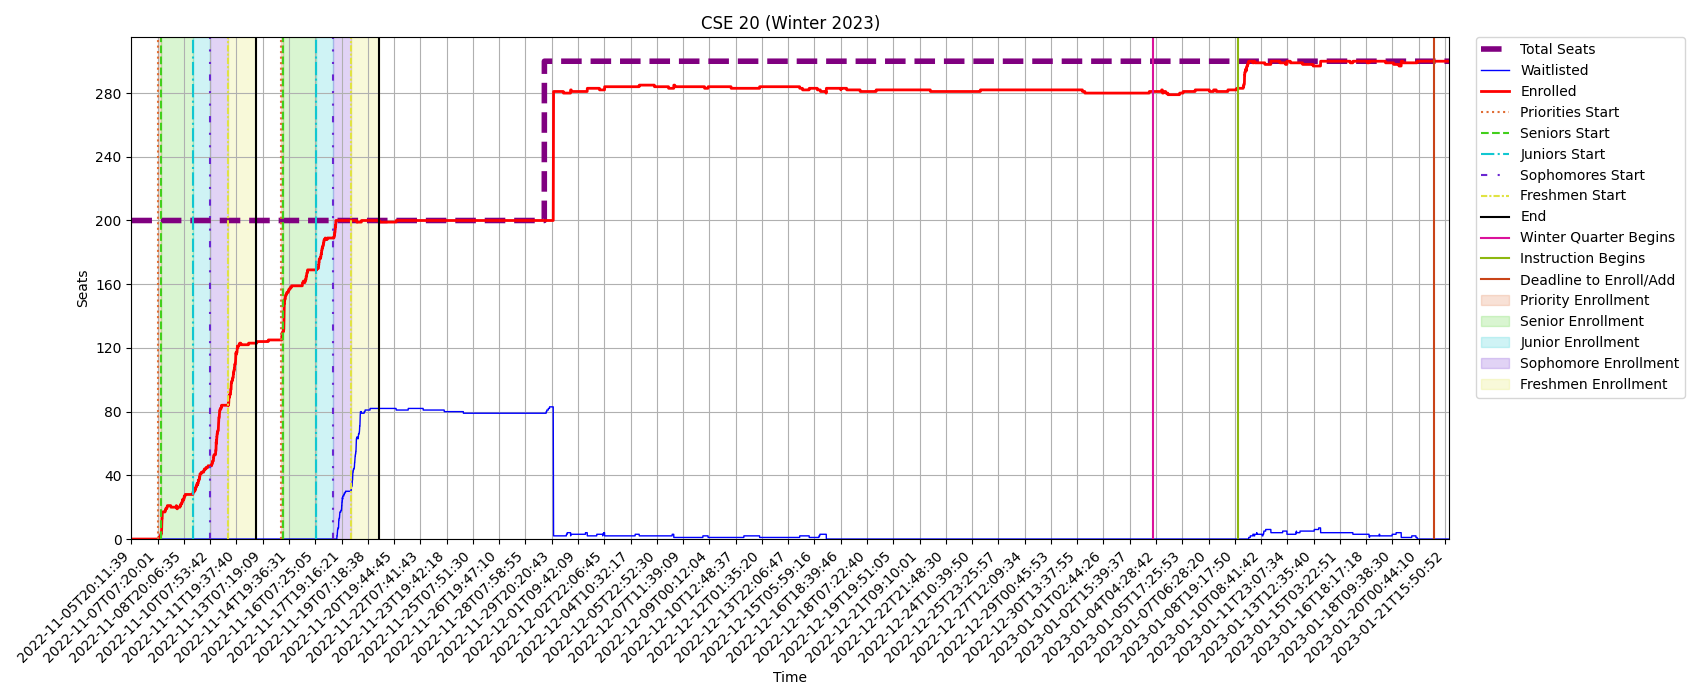 CSE 20 (Winter 2023)
Seats
280
240
200
160
120
80
40
0
2022-11-05T20:11:39
2022-11-07T07:20:01
2022-11-08T20:06:35
2022-11-10T07:53:42
2022-11-11T19:37:40
2022-11-13T07:19:09
2022-11-14T19:36:31
2022-11-16T07:25:05
2022-11-17T19:16:21
2022-11-19T07:18:38
2022-11-20T19:44:45
2022-11-22T07:41:43
2022-11-23T19:42:18
2022-11-25T07:51:30
2022-11-26T19:47:10
2022-11-28T07:58:55
2022-11-29T20:20:43
2022-12-01T09:42:09
2022-12-02T22:06:45
2022-12-04T10:32:17
2022-12-05T22:52:30
2022-12-07T11:39:09
2022-12-09T00:12:04
2022-12-10T12:48:37
2022-12-12T01:35:20
2022-12-13T22:06:47
2022-12-15T05:59:16
2022-12-16T18:39:46
2022-12-18T07:22:40
2022-12-19T19:51:05
2022-12-21T09:10:01
2022-12-22T21:48:30
2022-12-24T10:39:50
2022-12-25T23:25:57
2022-12-27T12:09:34
2022-12-29T00:45:53
2022-12-30T13:37:55
2023-01-01T02:44:26
2023-01-02T15:39:37
2023-01-04T04:28:42
2023-01-05T17:25:53
2023-01-07T06:28:20
2023-01-08T19:17:50
2023-01-10T08:41:42
2023-01-11T23:07:34
2023-01-13T12:35:40
2023-01-15T03:22:51
2023-01-16T18:17:18
2023-01-18T09:38:30
2023-01-20T00:44:10
2023-01-21T15:50:52
Time
Total Seats
Waitlisted
Enrolled
Priorities Start
Seniors Start
Juniors Start
Sophomores Start
Freshmen Start
End
Winter Quarter Begins
Instruction Begins
Deadline to Enroll/Add
Priority Enrollment
Senior Enrollment
Junior Enrollment
Sophomore Enrollment
Freshmen Enrollment